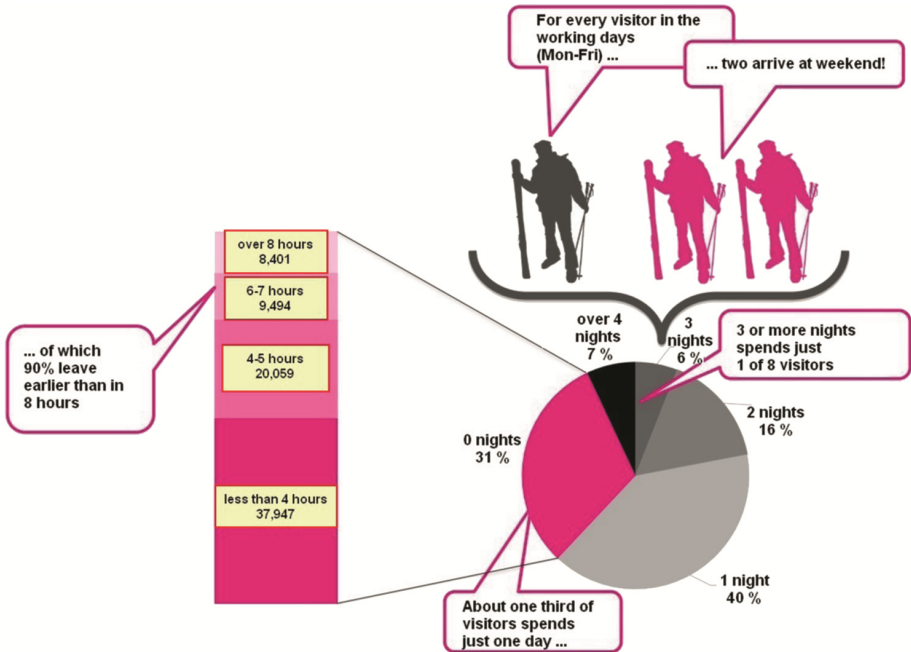 For every visitor in the
working days
(Mon-Fri) ...
... two arrive at weekend!
over 8 hours
8,401
6-7 hours
9,494
4-5 hours
20,059
less than 4 hours
37,947
... of which
90% leave
earlier than in
8 hours
over 4
nights
7 %
3
nights
6 %
3 or more nights
spends just
1 of 8 visitors
2 nights
16 %
0 nights
31 %
1 night
40 %
About one third of
visitors spends
just one day ...